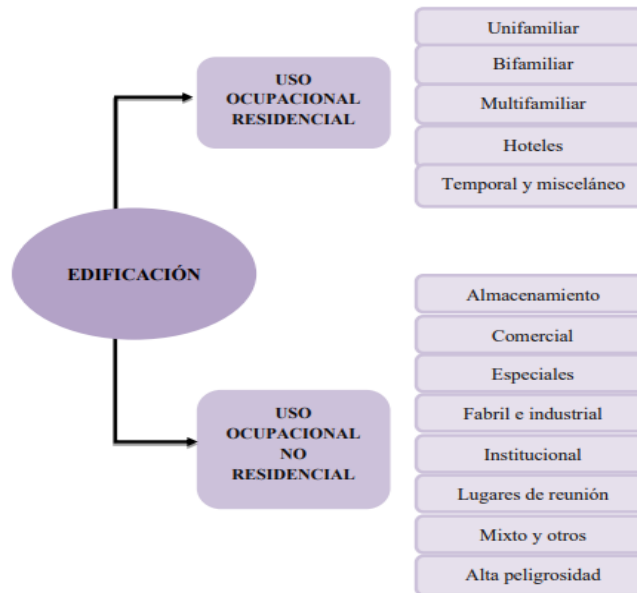 EDIFICACIÓN
USO
OCUPACIONAL
RESIDENCIAL
Unifamiliar
Bifamiliar
Multifamiliar
Hoteles
Temporal y misceláneo
USO
OCUPACIONAL
NO
RESIDENCIAL
Almacenamiento
Comercial
Especiales
Fabril e industrial
Institucional
Lugares de reunión
Mixto y otros
Alta peligrosidad